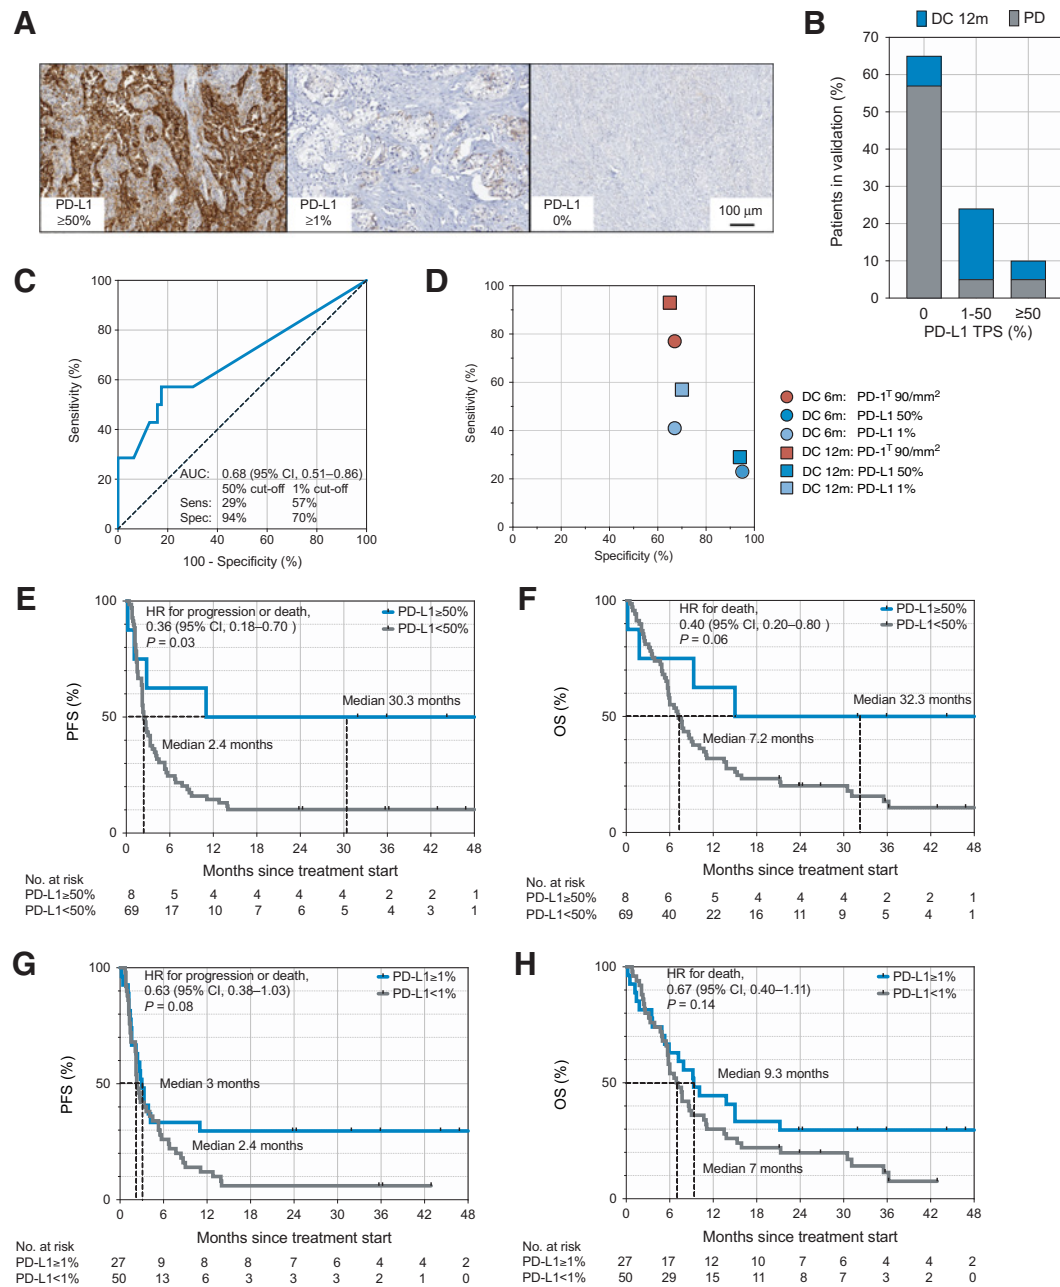 A
PD-L1
≥50%
PD-L1
≥1%
PD-L1
0%
100 µm
B
DC 12m PD
Patients in validation (%)
70
60
50
40
30
20
10
0
0 1-50 ≥50
PD-L1 TPS (%)
C
Sensitivity (%)
100
80
60
40
20
0
AUC: 0.68 (95% CI, 0.51–0.86)
50% cut-off 1% cut-off
Sens: 29% 57%
Spec: 94% 70%
0 20 40 60 80 100
100 - Specificity (%)
D
Sensitivity (%)
100
80
60
40
20
0
0 20 40 60 80 100
Specificity (%)
DC 6m: PD-1ᵀ 90/mm²
DC 6m: PD-L1 50%
DC 6m: PD-L1 1%
DC 12m: PD-1ᵀ 90/mm²
DC 12m: PD-L1 50%
DC 12m: PD-L1 1%
E
PFS (%)
100
50
0
HR for progression or death,
0.36 (95% CI, 0.18–0.70 )
P = 0.03
PD-L1≥50%
PD-L1<50%
Median 30.3 months
Median 2.4 months
0 6 12 18 24 30 36 42 48
Months since treatment start
No. at risk
PD-L1≥50% 8 5 4 4 4 4 2 2 1
PD-L1<50% 69 17 10 7 6 5 4 3 1
F
OS (%)
100
50
0
HR for death,
0.40 (95% CI, 0.20–0.80 )
P = 0.06
PD-L1≥50%
PD-L1<50%
Median 32.3 months
Median 7.2 months
0 6 12 18 24 30 36 42 48
Months since treatment start
No. at risk
PD-L1≥50% 8 6 5 4 4 4 2 2 1
PD-L1<50% 69 40 22 16 11 9 5 4 1
G
PFS (%)
100
50
0
HR for progression or death,
0.63 (95% CI, 0.38–1.03)
P = 0.08
PD-L1≥1%
PD-L1<1%
Median 3 months
Median 2.4 months
0 6 12 18 24 30 36 42 48
Months since treatment start
No. at risk
PD-L1≥1% 27 9 8 8 7 6 4 4 2
PD-L1<1% 50 13 6 3 3 3 2 1 0
H
OS (%)
100
50
0
HR for death,
0.67 (95% CI, 0.40–1.11)
P = 0.14
PD-L1≥1%
PD-L1<1%
Median 9.3 months
Median 7 months
0 6 12 18 24 30 36 42 48
Months since treatment start
No. at risk
PD-L1≥1% 27 17 12 10 7 6 4 4 2
PD-L1<1% 50 29 15 11 8 7 3 2 0